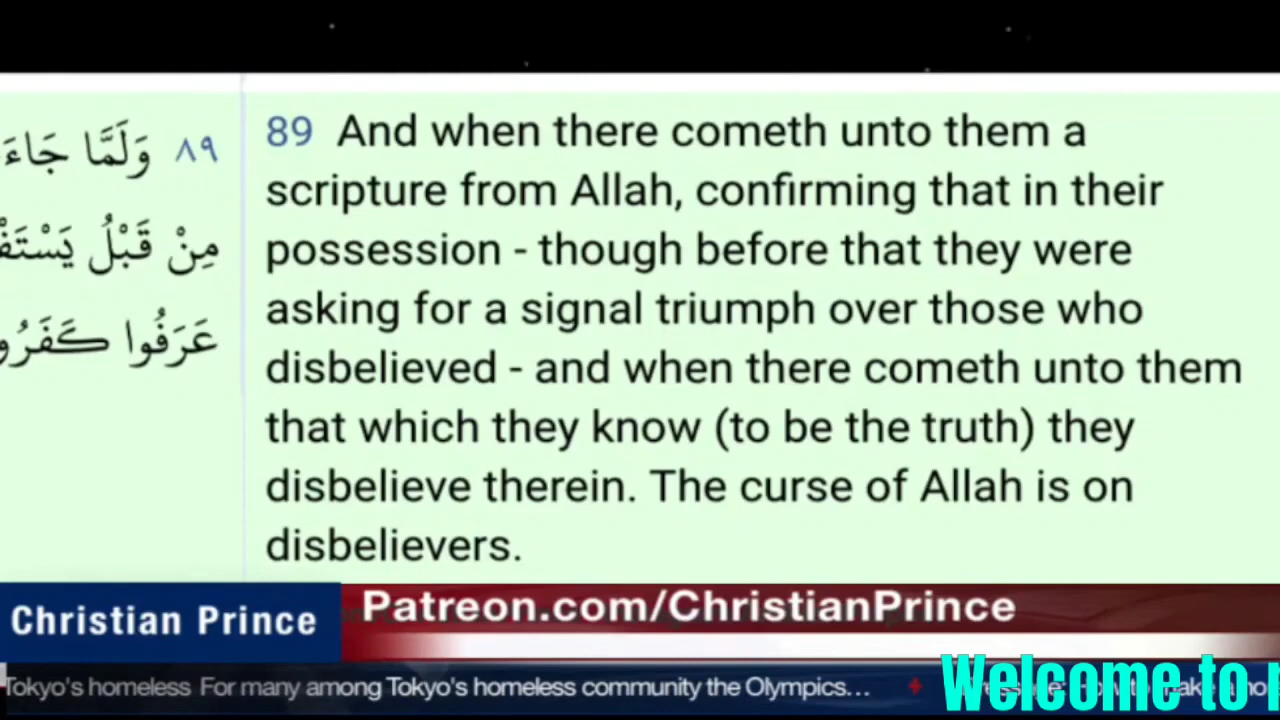 ٨٩ وَلَمَّا جَاءَ
مِنْ قَبْلُ
عَرَفُوا
89 And when there cometh unto them a
scripture from Allah, confirming that in their
possession - though before that they were
asking for a signal triumph over those who
disbelieved - and when there cometh unto them
that which they know (to be the truth) they
disbelieve therein. The curse of Allah is on
disbelievers.
Christian Prince
Patreon.com/ChristianPrince
Tokyo's homeless For many among Tokyo's homeless community the Olympics...
Welcome to